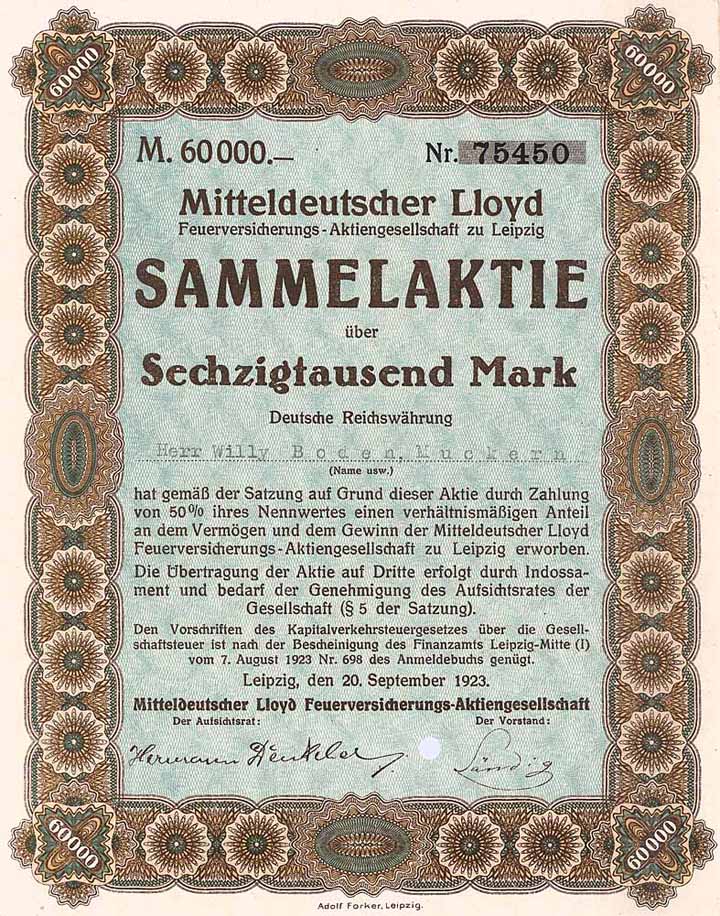 60000
60000
M. 60 000.—
Nr. 75450
Mitteldeutscher Lloyd
Feuerversicherungs-Aktiengesellschaft zu Leipzig
SAMMELAKTIE
über
Sechzigtausend Mark
Deutsche Reichswährung
Herr Willy Boden, Muckern
(Name usw.)
hat gemäß der Satzung auf Grund dieser Aktie durch Zahlung
von 50% ihres Nennwertes einen verhältnismäßigen Anteil
an dem Vermögen und dem Gewinn der Mitteldeutscher Lloyd
Feuerversicherungs-Aktiengesellschaft zu Leipzig erworben.
Die Übertragung der Aktie auf Dritte erfolgt durch Indossa-
ment und bedarf der Genehmigung des Aufsichtsrates der
Gesellschaft (§ 5 der Satzung).
Den Vorschriften des Kapitalverkehrsteuergesetzes über die Gesell-
schaftsteuer ist nach der Bescheinigung des Finanzamts Leipzig-Mitte (I)
vom 7. August 1923 Nr. 698 des Anmeldebuchs genügt.
Leipzig, den 20. September 1923.
Mitteldeutscher Lloyd Feuerversicherungs-Aktiengesellschaft
Der Aufsichtsrat:
Der Vorstand:
Hermann
60000
60000
Adolf Forker, Leipzig.